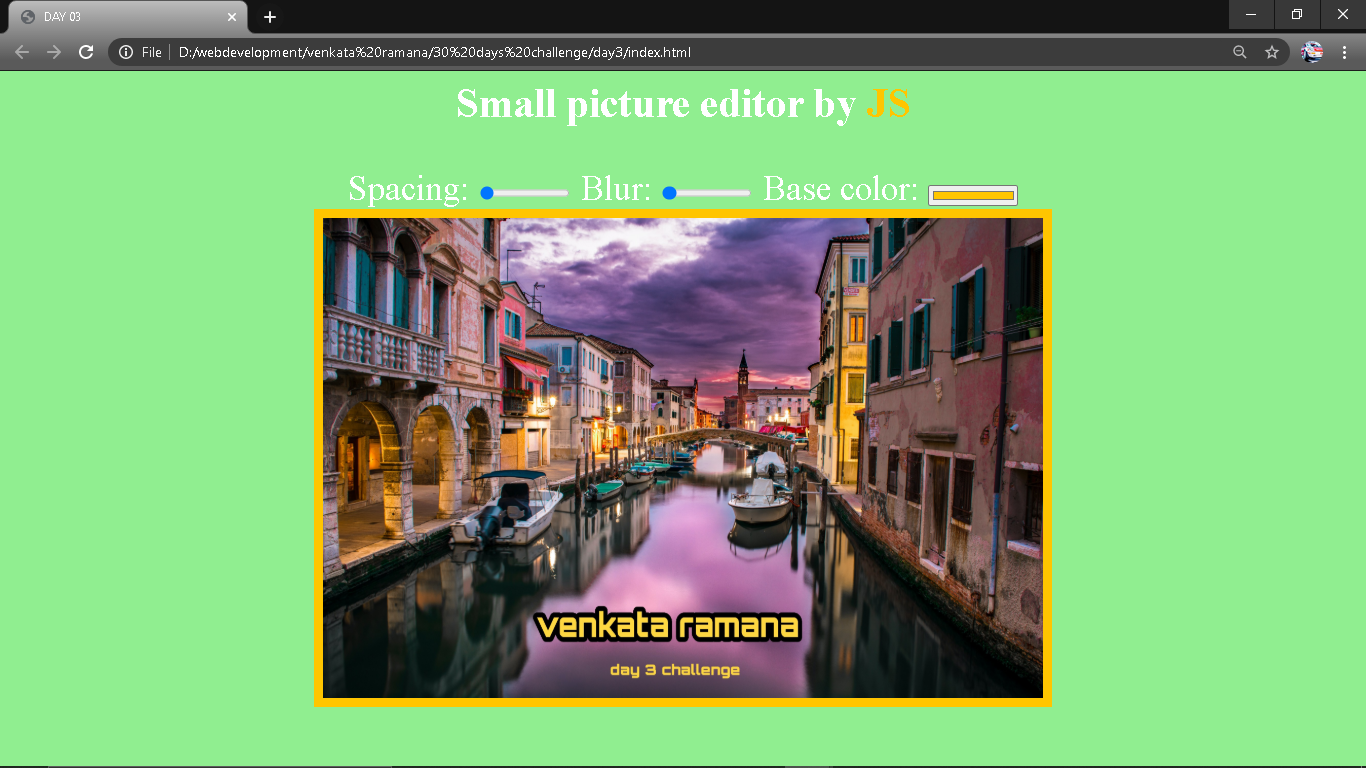 DAY 03
File D:/webdevelopment/venkata%20ramana/30%20days%20challenge/day3/index.html
Small picture editor by JS
Spacing: Blur: Base color:
venkata ramana
day 3 challenge